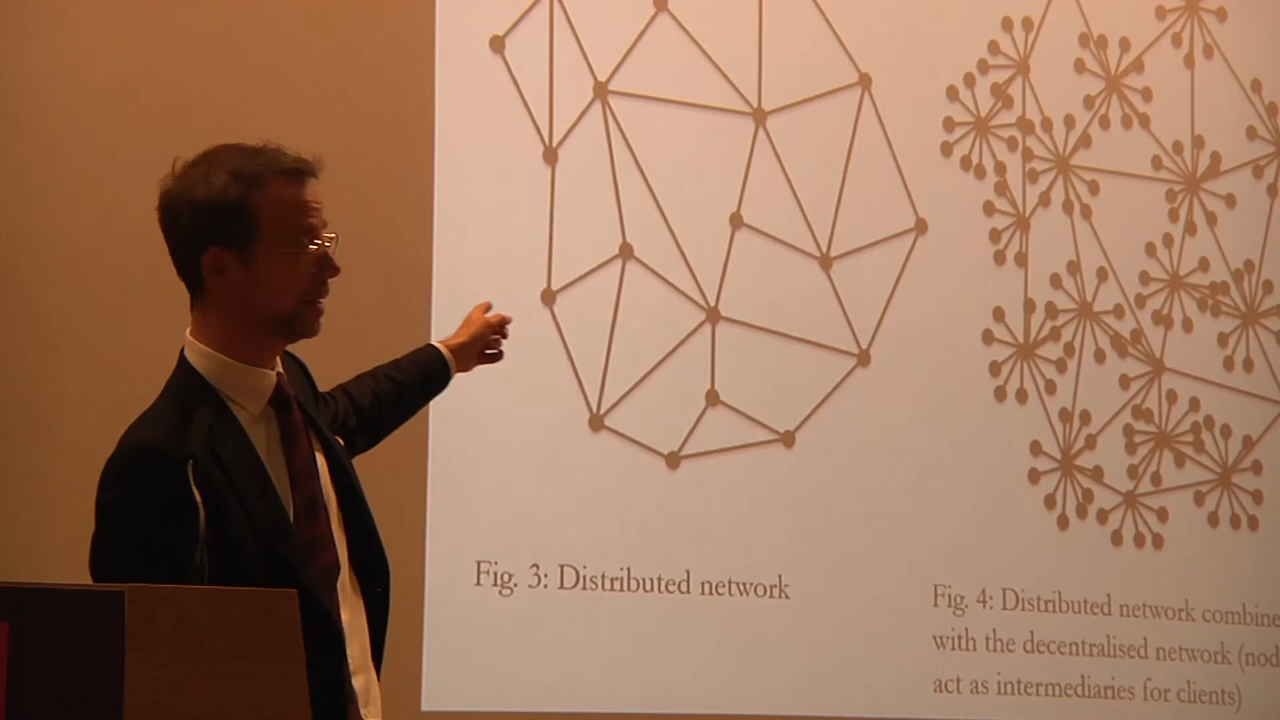 Fig. 3: Distributed network
Fig. 4: Distributed network combine
with the decentralised network (nod
act as intermediaries for clients)